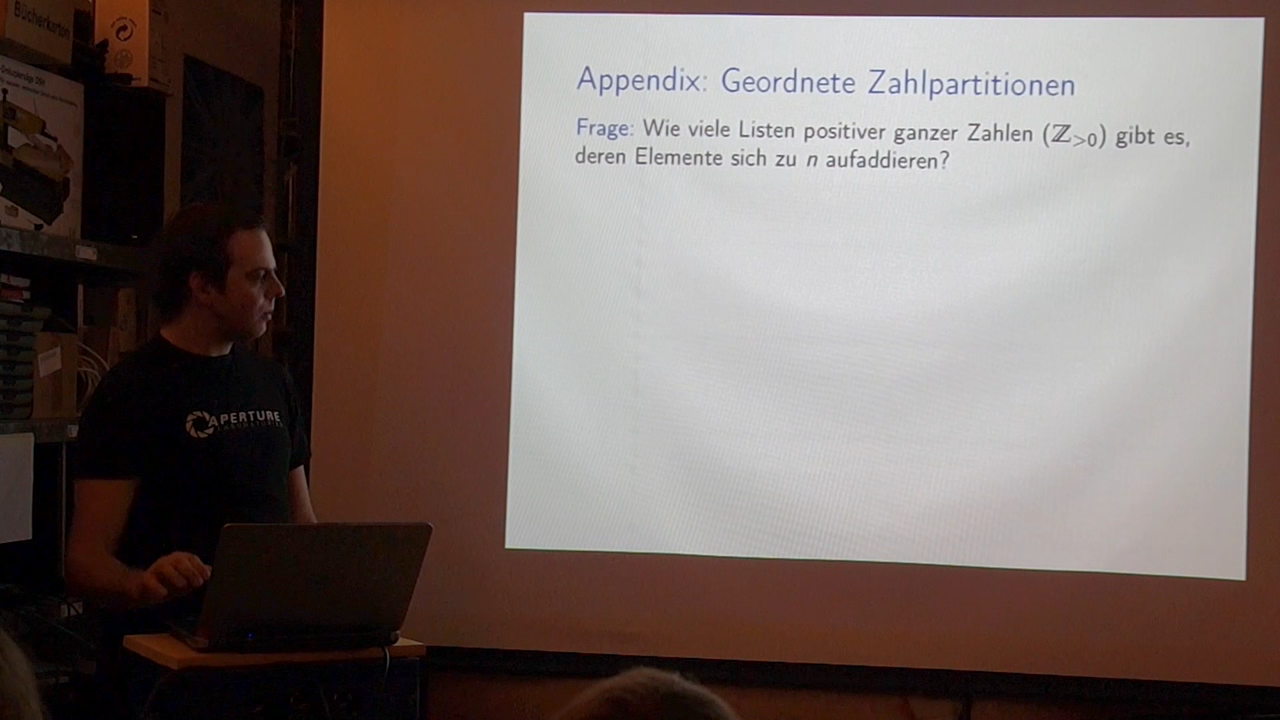 Bücherkarton
Appendix: Geordnete Zahlpartitionen
Frage: Wie viele Listen positiver ganzer Zahlen (ℤ>0) gibt es,
deren Elemente sich zu n aufaddieren?
APERTURE